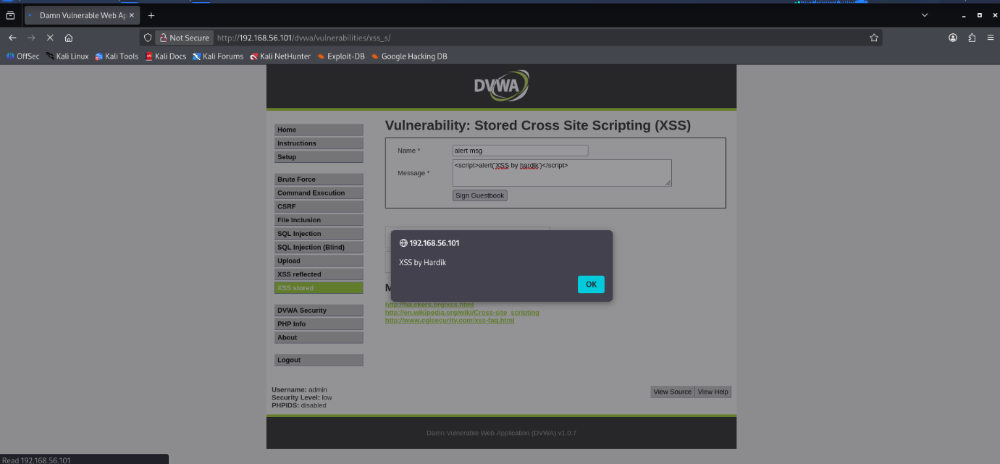 Damn Vulnerable Web Ap
Not Secure
http://192.168.56.101/dvwa/vulnerabilities/xss_s/
OffSec
Kali Linux
Kali Tools
Kali Docs
Kali Forums
Kali NetHunter
Exploit-DB
Google Hacking DB
DVWA
Home
Instructions
Setup
Brute Force
Command Execution
CSRF
File Inclusion
SQL Injection
SQL Injection (Blind)
Upload
XSS reflected
XSS stored
DVWA Security
PHP Info
About
Logout
Vulnerability: Stored Cross Site Scripting (XSS)
Name *
alert msg
Message *
<script>alert('XSS by hardik')</script>
Sign Guestbook
192.168.56.101
XSS by Hardik
OK
M
http://ha.ckers.org/xss.html
http://en.wikipedia.org/wiki/Cross-site_scripting
http://www.cgisecurity.com/xss-faq.html
Username: admin
Security Level: low
PHPIDS: disabled
View Source
View Help
Damn Vulnerable Web Application (DVWA) v1.0.7
Read 192.168.56.101